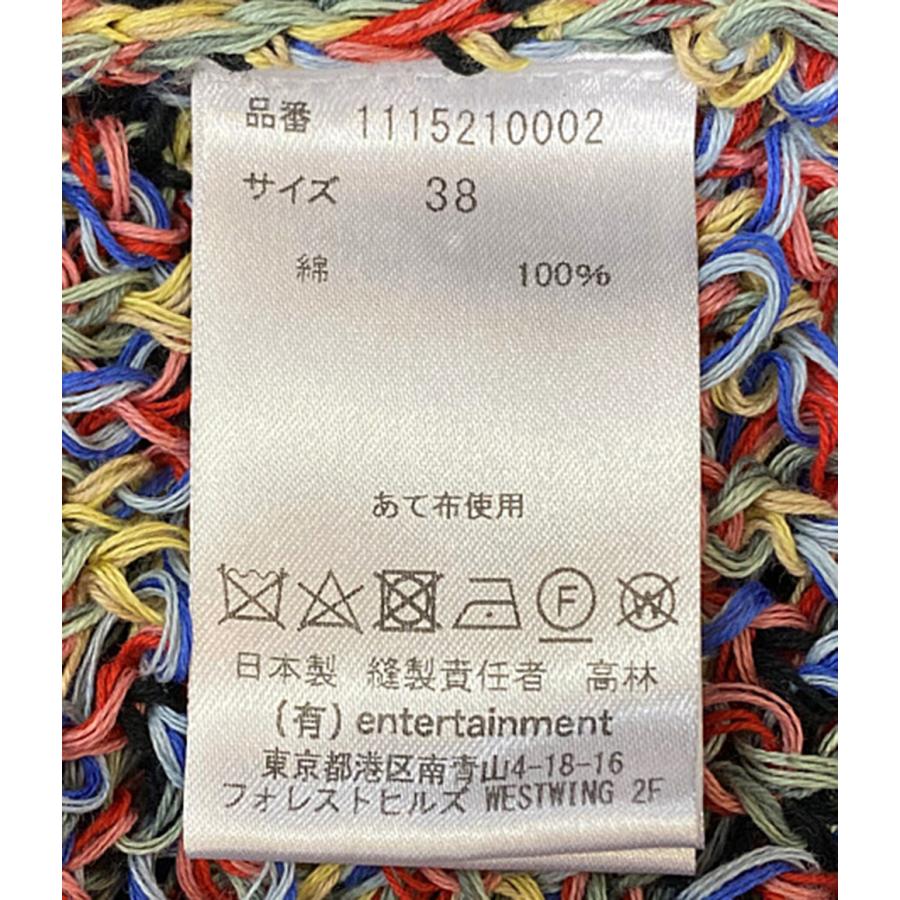 品番 1115210002
サイズ 38
綿 100%
あて布使用
F W
日本製 縫製責任者 高林
(有) entertainment
東京都港区南青山4-18-16
フォレストヒルズ WESTWING 2F